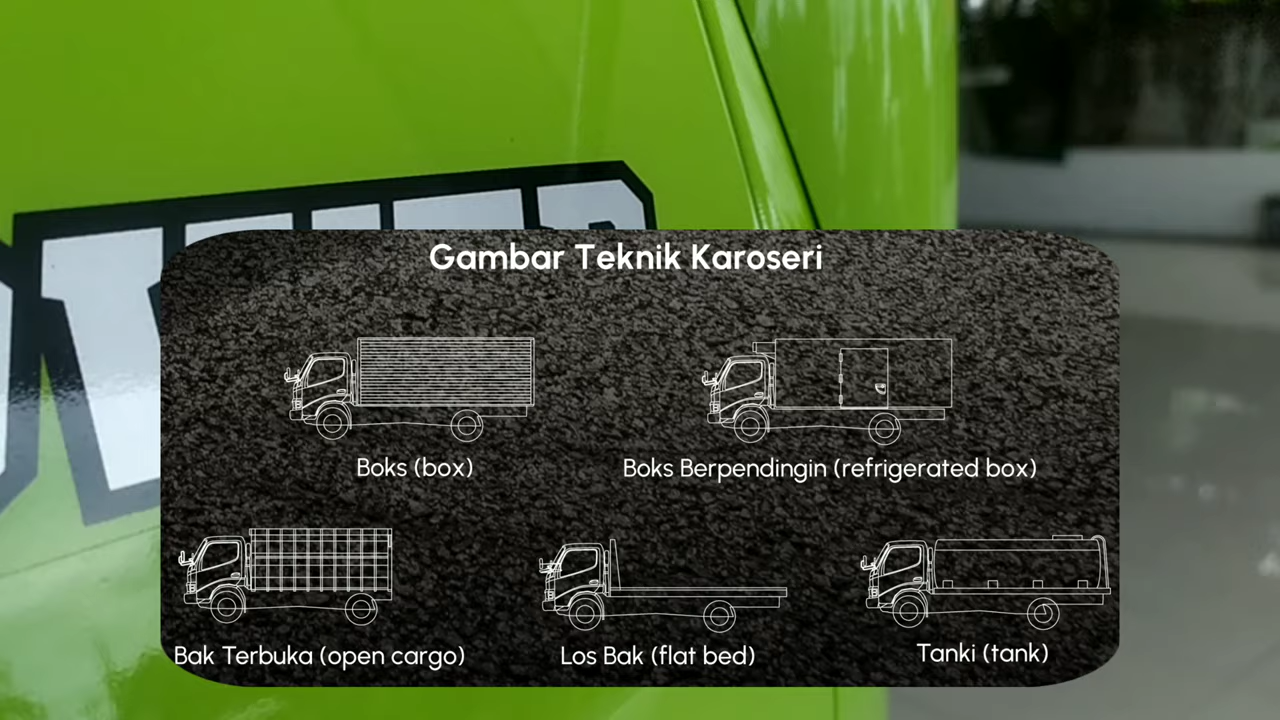 Gambar Teknik Karoseri
Boks (box)
Boks Berpendingin (refrigerated box)
Bak Terbuka (open cargo)
Los Bak (flat bed)
Tanki (tank)